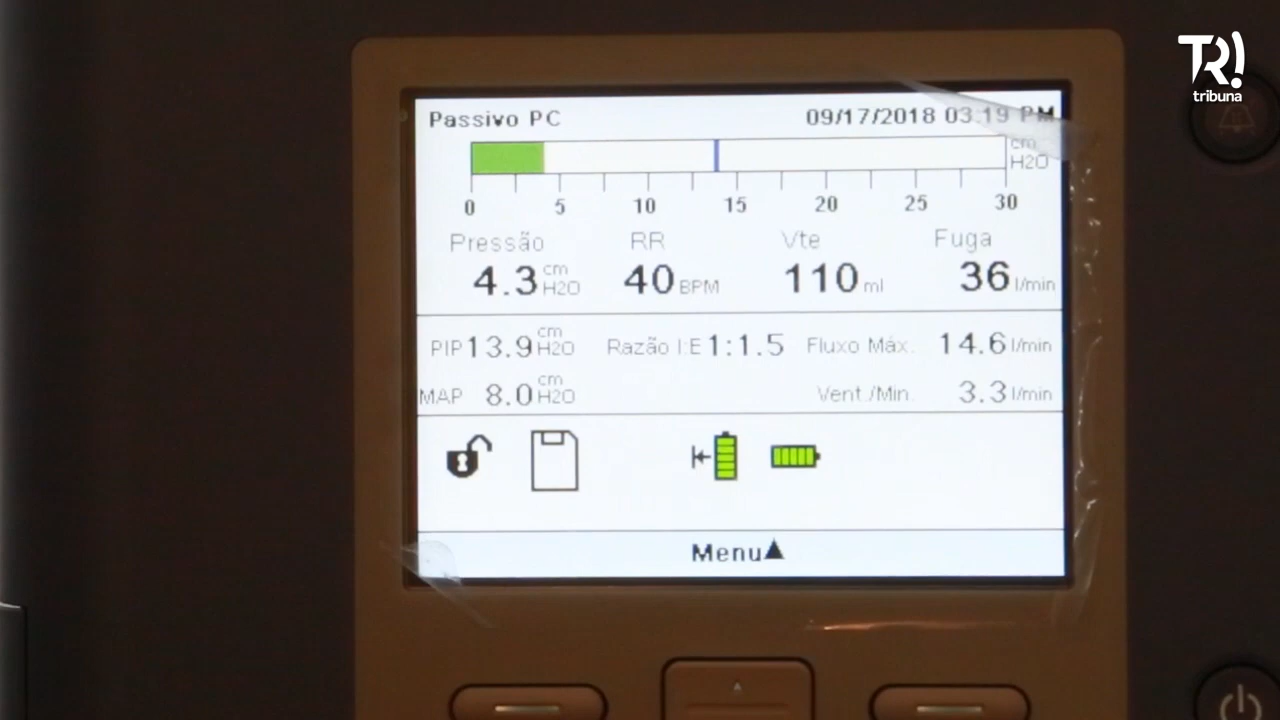 TR!
tribuna
Passivo PC 09/17/2018 03:19 PM
cm
H2O
0 5 10 15 20 25 30
Pressão RR Vte Fuga
4.3 cm H2O 40 BPM 110 ml 36 l/min
PIP 13.9 cm H2O Razão I:E 1:1.5 Fluxo Máx. 14.6 l/min
MAP 8.0 cm H2O Vent./Min. 3.3 l/min
Menu▲